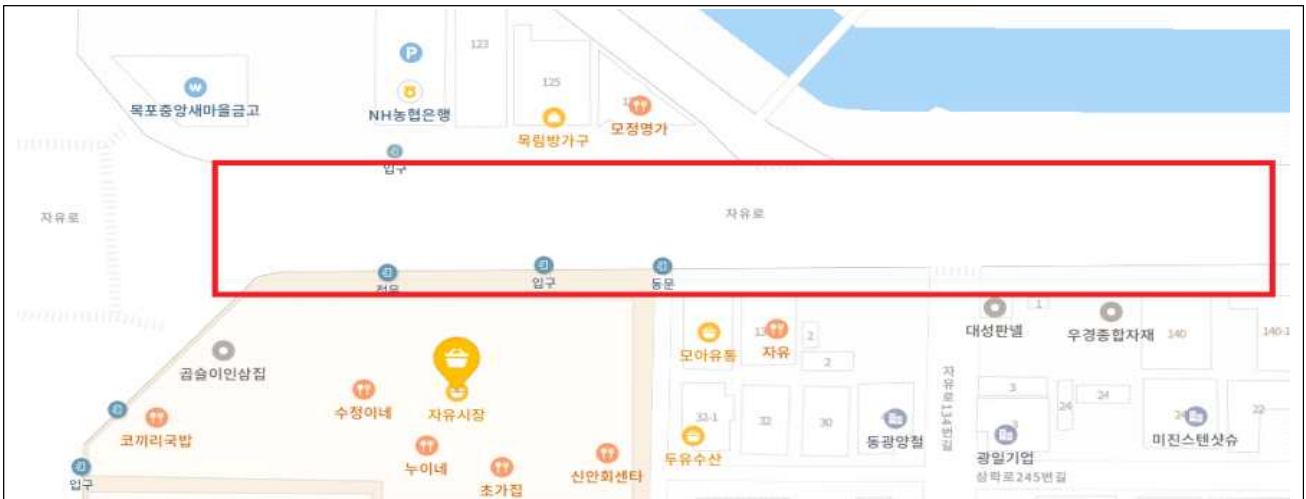 123
P
125
목포중앙새마을금고
NH농협은행
모정명가
목림방가구
입구
자유로
자유로
입구
동문
대성판넬
1
우경종합자재
140
모아유통
자유
2
2
곰솔이인삼집
수정이네
자유시장
자유로134번길
3
24
24
22
32-1
32
30
코끼리국밥
동광양철
미진스텐샷슈
누이네
두유수산
광일기업
신안회센타
초가집
입구
삼학로245번길